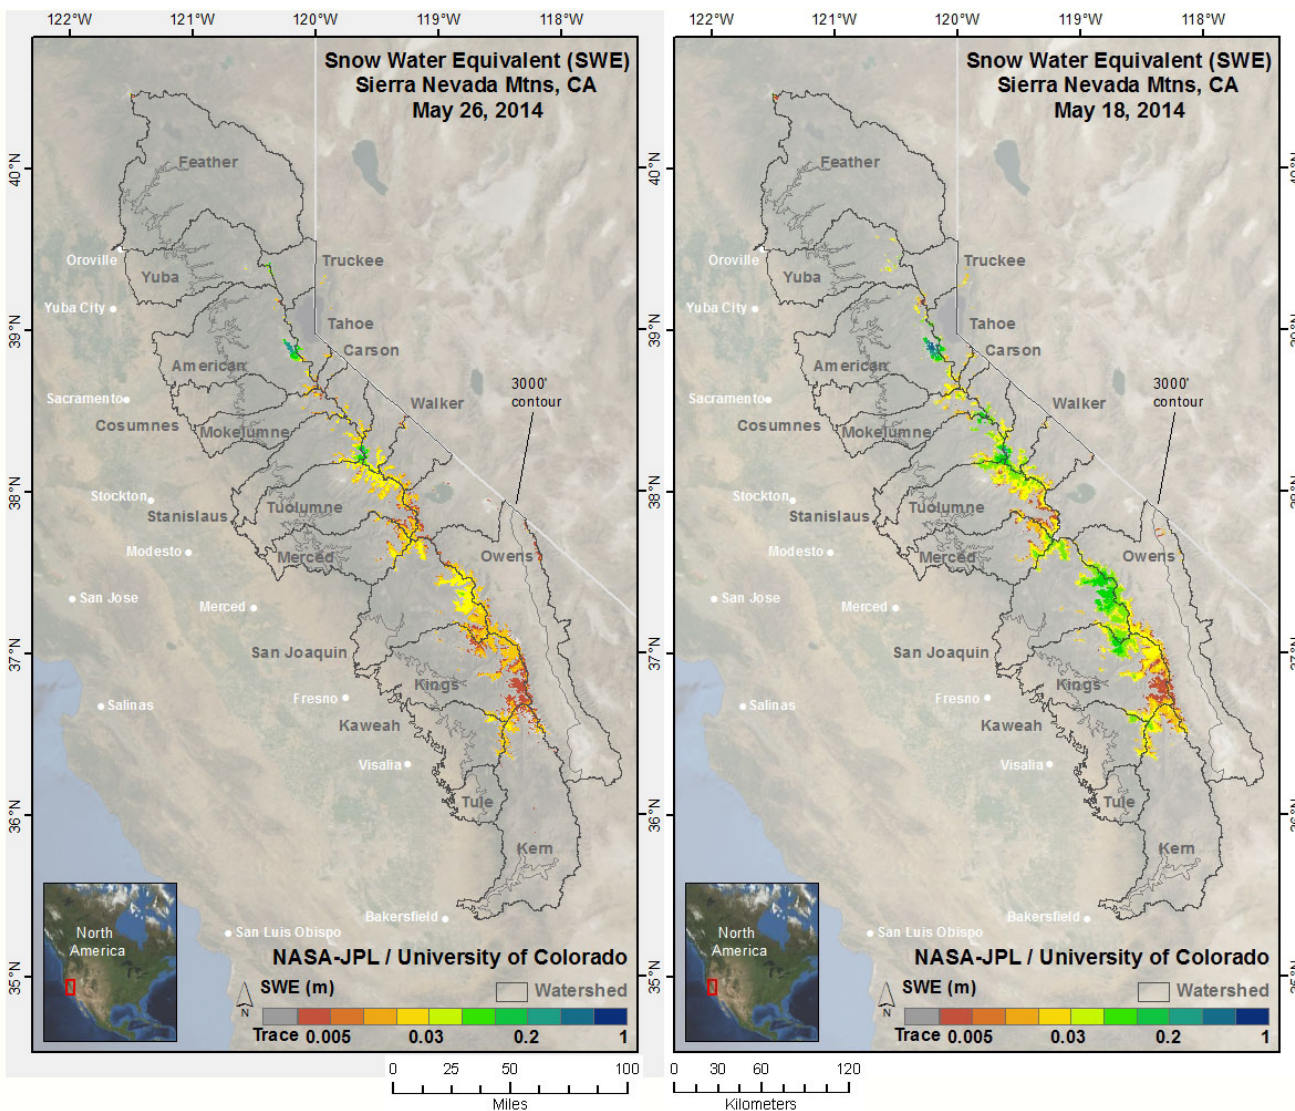 122°W 121°W 120°W 119°W 118°W
Snow Water Equivalent (SWE)
Sierra Nevada Mtns, CA
May 26, 2014
40°N
39°N
38°N
37°N
36°N
35°N
Feather
Oroville
Truckee
Yuba
Yuba City
Tahoe
Carson
American
3000'
contour
Sacramento
Walker
Cosumnes
Mokelumne
Stockton
Tuolumne
Stanislaus
Modesto
Merced
Owens
San Jose
Merced
San Joaquin
Kings
Fresno
Salinas
Kaweah
Visalia
Tule
Kern
Bakersfield
San Luis Obispo
North
America
NASA-JPL / University of Colorado
N
SWE (m)
Watershed
Trace 0.005 0.03 0.2 1
0 25 50 100
Miles
122°W 121°W 120°W 119°W 118°W
Snow Water Equivalent (SWE)
Sierra Nevada Mtns, CA
May 18, 2014
40°N
39°N
38°N
37°N
36°N
35°N
Feather
Oroville
Truckee
Yuba
Yuba City
Tahoe
Carson
American
3000'
contour
Sacramento
Walker
Cosumnes
Mokelumne
Stockton
Tuolumne
Stanislaus
Modesto
Merced
Owens
San Jose
Merced
San Joaquin
Kings
Fresno
Salinas
Kaweah
Visalia
Tule
Kern
Bakersfield
San Luis Obispo
North
America
NASA-JPL / University of Colorado
N
SWE (m)
Watershed
Trace 0.005 0.03 0.2 1
0 30 60 120
Kilometers